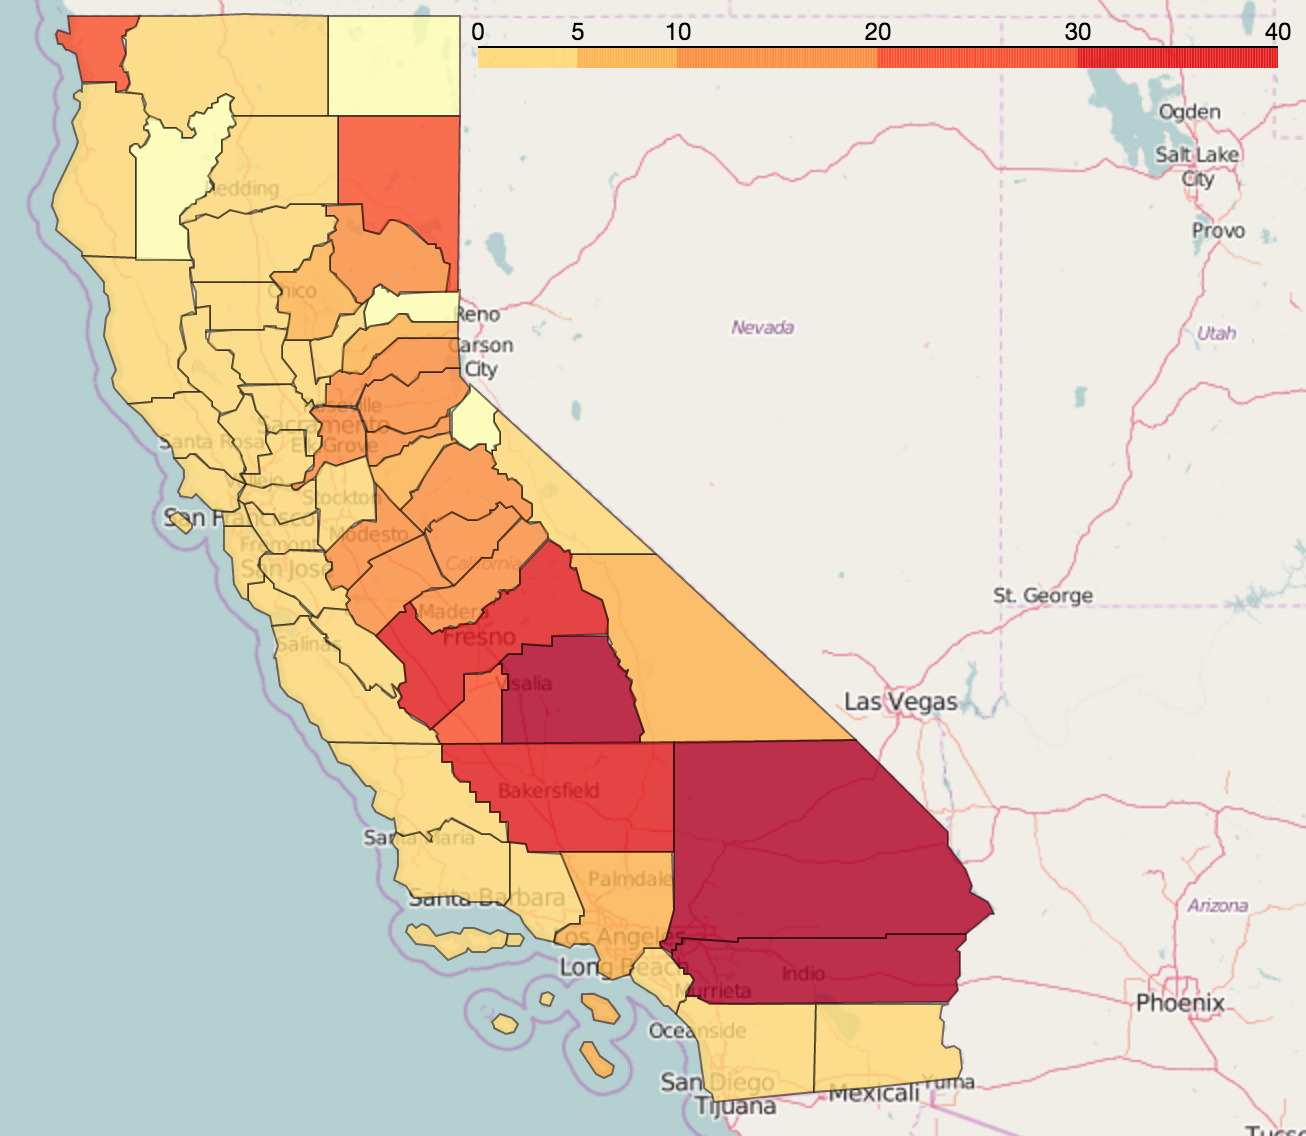 0 5 10 20 30 40
Ogden
Salt Lake
City
Redding
Provo
Chico
Reno
Nevada
Utah
Carson
City
Roseville
Sacramento
Santa Rosa
Elk Grove
Vallejo
Stockton
San Francisco
Modesto
Fremont
San Jose
California
St. George
Madera
Fresno
Salinas
Visalia
Las Vegas
Bakersfield
Santa Maria
Palmdale
Santa Barbara
Arizona
Los Angeles
Long Beach
Indio
Murrieta
Phoenix
Oceanside
San Diego
Yuma
Mexicali
Tijuana